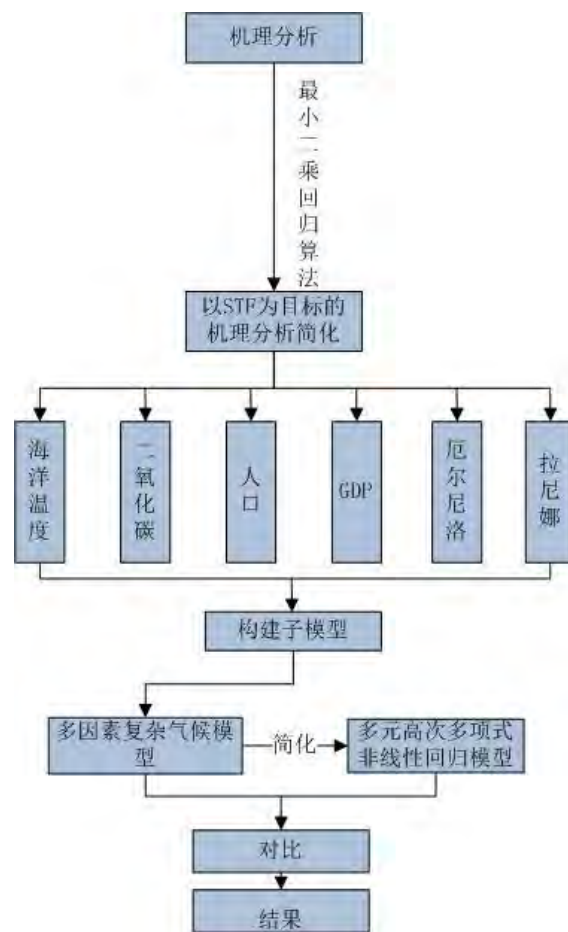 机理分析
最小二乘回归算法
以STF为目标的
机理分析简化
海洋温度
二氧化碳
人口
GDP
厄尔尼洛
拉尼娜
构建子模型
多因素复杂气候模
型
简化
多元高次多项式
非线性回归模型
对比
结果